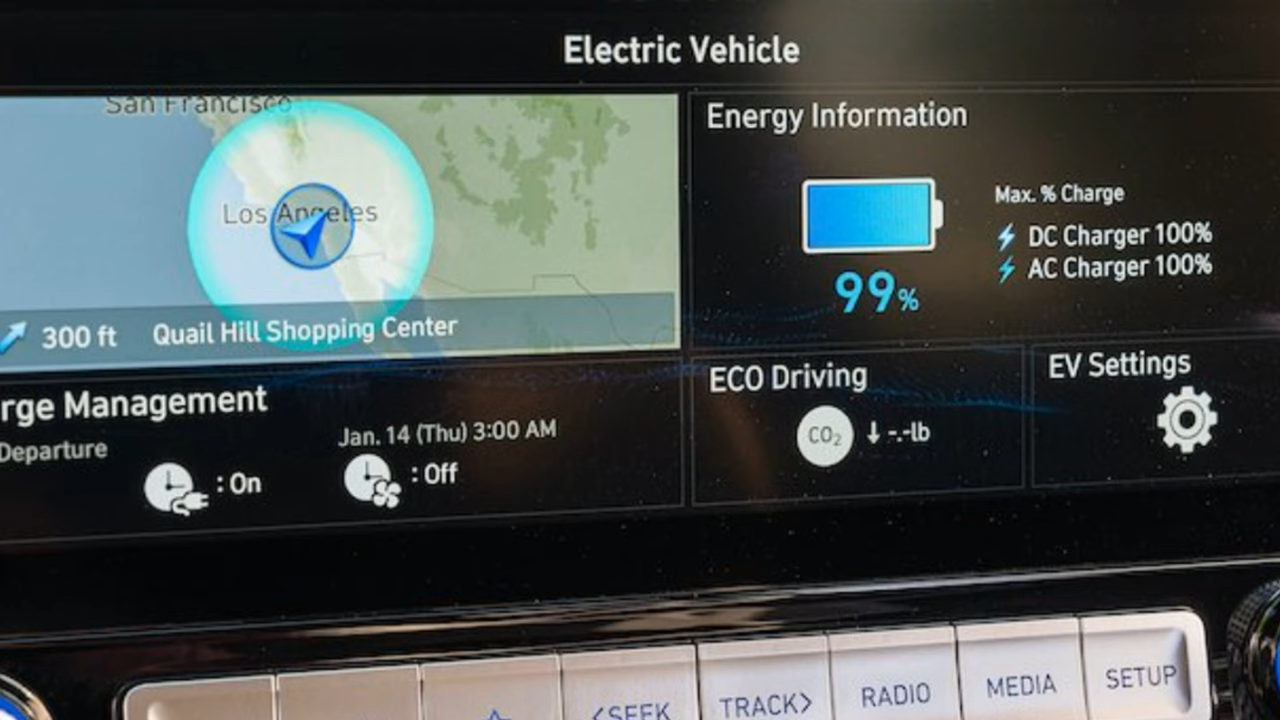 Electric Vehicle
San Francisco
Los Angeles
300 ft Quail Hill Shopping Center
Energy Information
99%
Max. % Charge
DC Charger 100%
AC Charger 100%
rge Management
Departure
Jan. 14 (Thu) 3:00 AM
: On
: Off
ECO Driving
CO₂ ↓ -.-lb
EV Settings
<SEEK
TRACK>
RADIO
MEDIA
SETUP